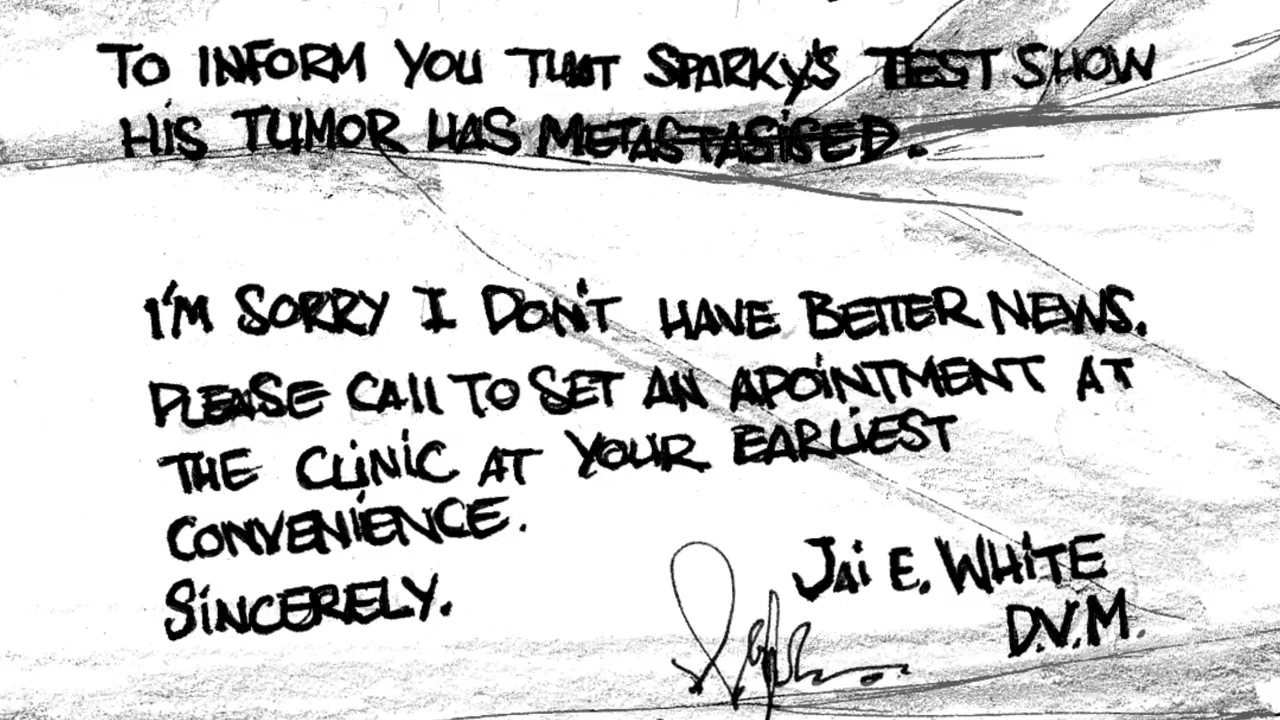 TO INFORM YOU THAT SPARKY'S TEST SHOW
HIS TUMOR HAS METASTASISED.
I'M SORRY I DON'T HAVE BETTER NEWS.
PLEASE CALL TO SET AN APOINTMENT AT
THE CLINIC AT YOUR EARLIEST
CONVENIENCE.
SINCERELY.
JAI E. WHITE
D.V.M.